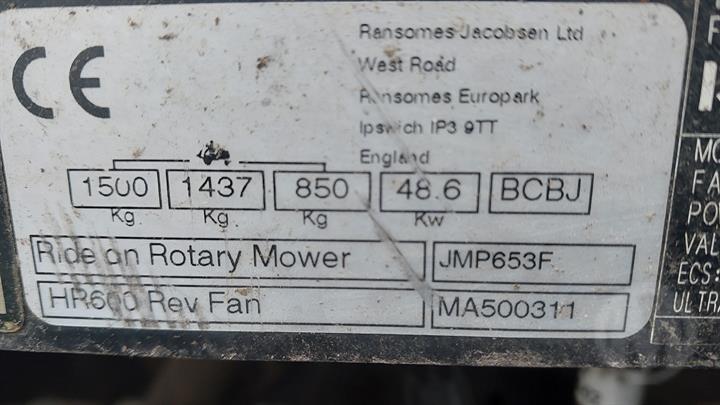 CE
Ransomes Jacobsen Ltd
West Road
Ransomes Europark
Ipswich IP3 9TT
England
1500 1437 850 48.6 BCBJ
Kg Kg Kg Kw
Ride on Rotary Mower JMP653F
HR600 Rev Fan MA500311